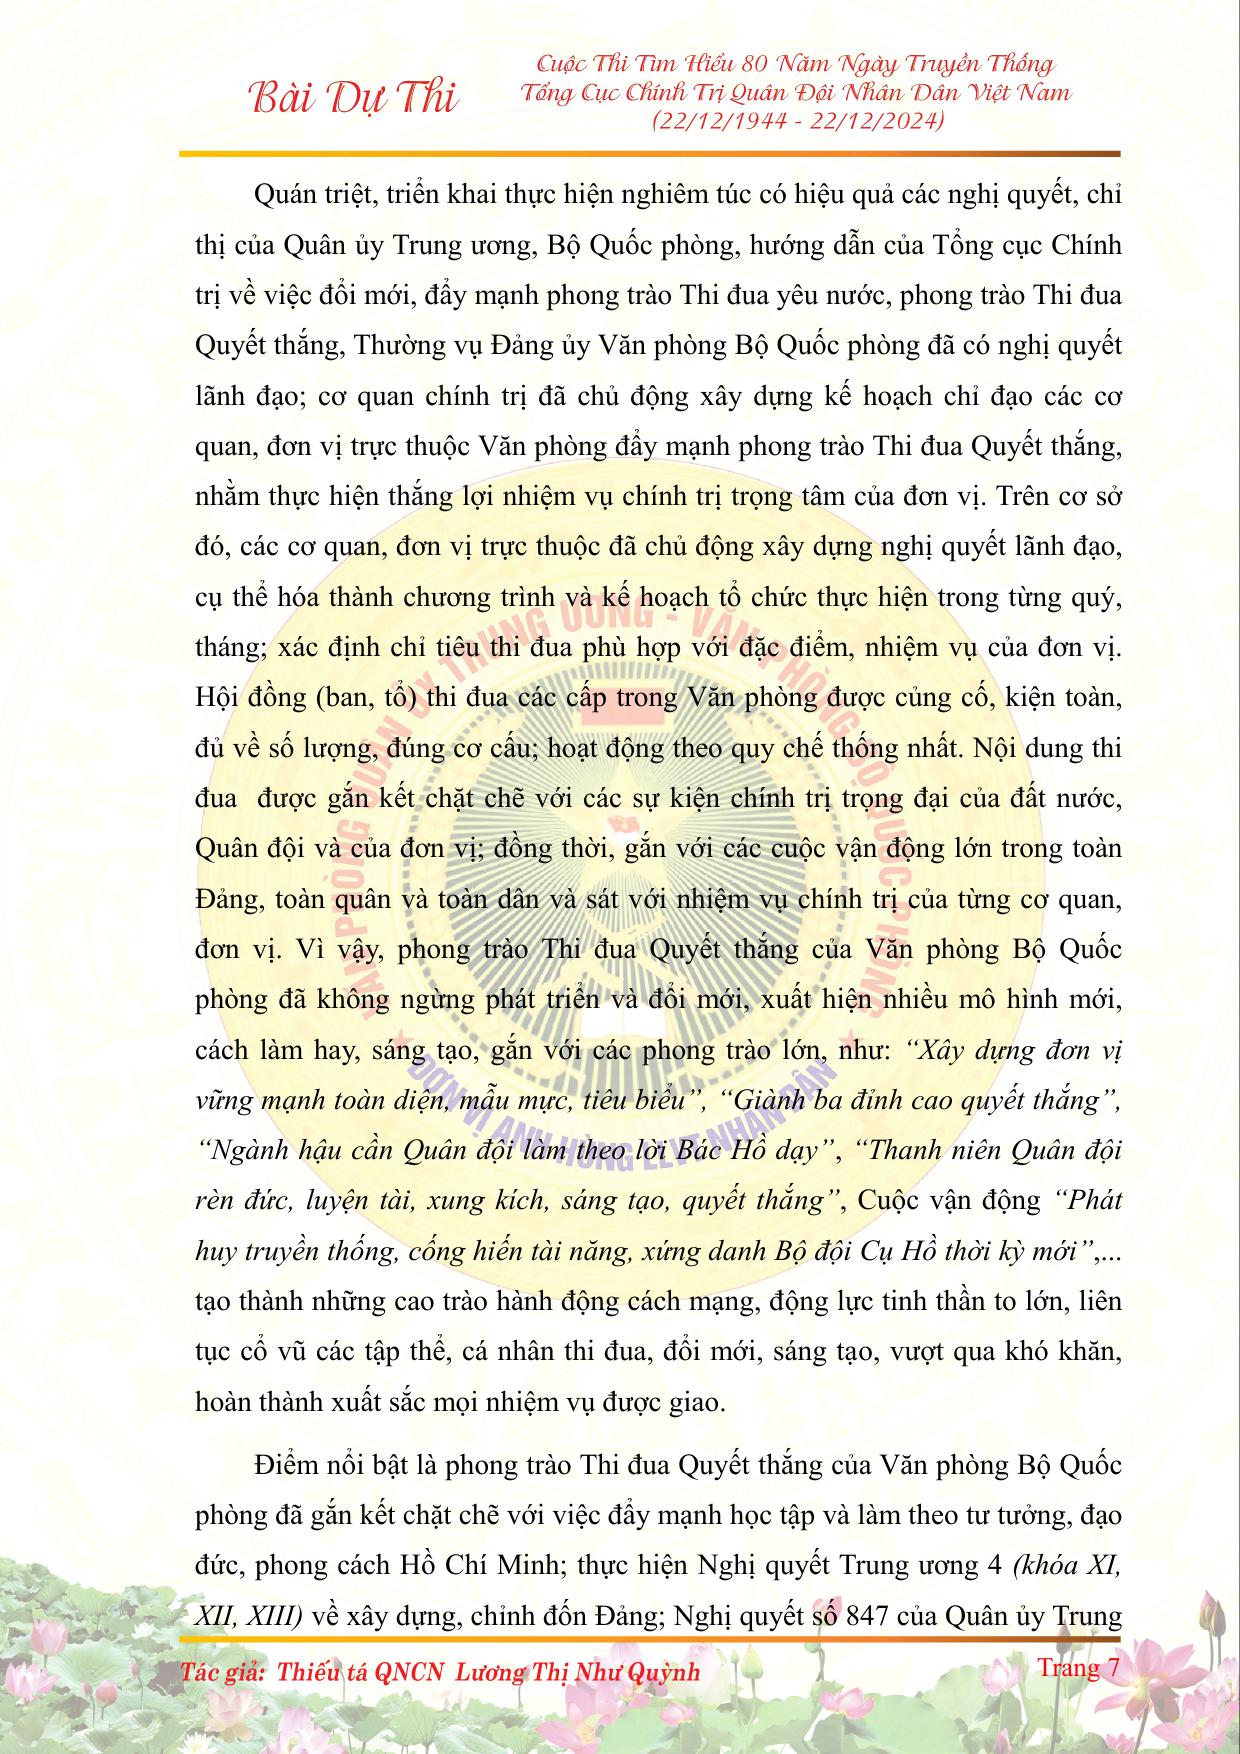 Bài Dự Thi
Cuộc Thi Tìm Hiểu 80 Năm Ngày Truyền Thống
Tổng Cục Chính Trị Quân Đội Nhân Dân Việt Nam
(22/12/1944 - 22/12/2024)
Quán triệt, triển khai thực hiện nghiêm túc có hiệu quả các nghị quyết, chỉ
thị của Quân ủy Trung ương, Bộ Quốc phòng, hướng dẫn của Tổng cục Chính
trị về việc đổi mới, đẩy mạnh phong trào Thi đua yêu nước, phong trào Thi đua
Quyết thắng, Thường vụ Đảng ủy Văn phòng Bộ Quốc phòng đã có nghị quyết
lãnh đạo; cơ quan chính trị đã chủ động xây dựng kế hoạch chỉ đạo các cơ
quan, đơn vị trực thuộc Văn phòng đẩy mạnh phong trào Thi đua Quyết thắng,
nhằm thực hiện thắng lợi nhiệm vụ chính trị trọng tâm của đơn vị. Trên cơ sở
đó, các cơ quan, đơn vị trực thuộc đã chủ động xây dựng nghị quyết lãnh đạo,
cụ thể hóa thành chương trình và kế hoạch tổ chức thực hiện trong từng quý,
tháng; xác định chỉ tiêu thi đua phù hợp với đặc điểm, nhiệm vụ của đơn vị.
Hội đồng (ban, tổ) thi đua các cấp trong Văn phòng được củng cố, kiện toàn,
đủ về số lượng, đúng cơ cấu; hoạt động theo quy chế thống nhất. Nội dung thi
đua  được gắn kết chặt chẽ với các sự kiện chính trị trọng đại của đất nước,
Quân đội và của đơn vị; đồng thời, gắn với các cuộc vận động lớn trong toàn
Đảng, toàn quân và toàn dân và sát với nhiệm vụ chính trị của từng cơ quan,
đơn vị. Vì vậy, phong trào Thi đua Quyết thắng của Văn phòng Bộ Quốc
phòng đã không ngừng phát triển và đổi mới, xuất hiện nhiều mô hình mới,
cách làm hay, sáng tạo, gắn với các phong trào lớn, như: “Xây dựng đơn vị
vững mạnh toàn diện, mẫu mực, tiêu biểu”, “Giành ba đỉnh cao quyết thắng”,
“Ngành hậu cần Quân đội làm theo lời Bác Hồ dạy”, “Thanh niên Quân đội
rèn đức, luyện tài, xung kích, sáng tạo, quyết thắng”, Cuộc vận động “Phát
huy truyền thống, cống hiến tài năng, xứng danh Bộ đội Cụ Hồ thời kỳ mới”,...
tạo thành những cao trào hành động cách mạng, động lực tinh thần to lớn, liên
tục cổ vũ các tập thể, cá nhân thi đua, đổi mới, sáng tạo, vượt qua khó khăn,
hoàn thành xuất sắc mọi nhiệm vụ được giao.
Điểm nổi bật là phong trào Thi đua Quyết thắng của Văn phòng Bộ Quốc
phòng đã gắn kết chặt chẽ với việc đẩy mạnh học tập và làm theo tư tưởng, đạo
đức, phong cách Hồ Chí Minh; thực hiện Nghị quyết Trung ương 4 (khóa XI,
XII, XIII) về xây dựng, chỉnh đốn Đảng; Nghị quyết số 847 của Quân ủy Trung
VĂN PHÒNG QUÂN ỦY TRUNG ƯƠNG - VĂN PHÒNG BỘ QUỐC PHÒNG
ĐƠN VỊ ANH HÙNG LLVT NHÂN DÂN
Tác giả: Thiếu tá QNCN Lương Thị Như Quỳnh
Trang 7